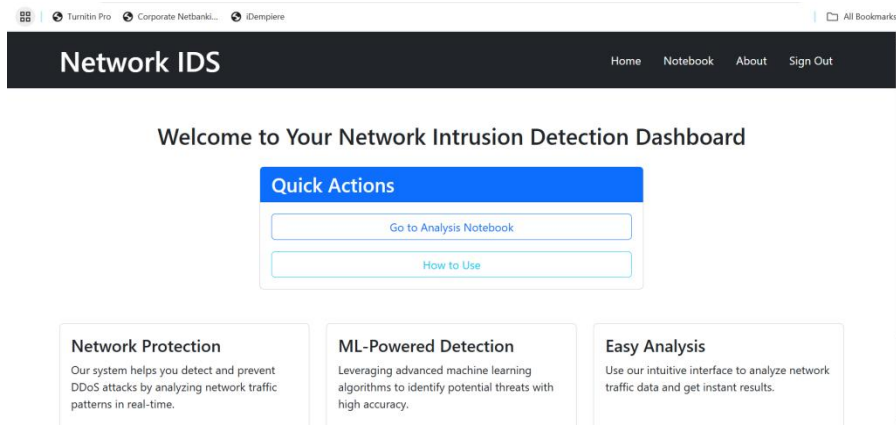 Turnitin Pro Corporate Netbanki... iDempiere All Bookmarks
Network IDS Home Notebook About Sign Out
Welcome to Your Network Intrusion Detection Dashboard
Quick Actions
Go to Analysis Notebook
How to Use
Network Protection
Our system helps you detect and prevent
DDoS attacks by analyzing network traffic
patterns in real-time.
ML-Powered Detection
Leveraging advanced machine learning
algorithms to identify potential threats with
high accuracy.
Easy Analysis
Use our intuitive interface to analyze network
traffic data and get instant results.